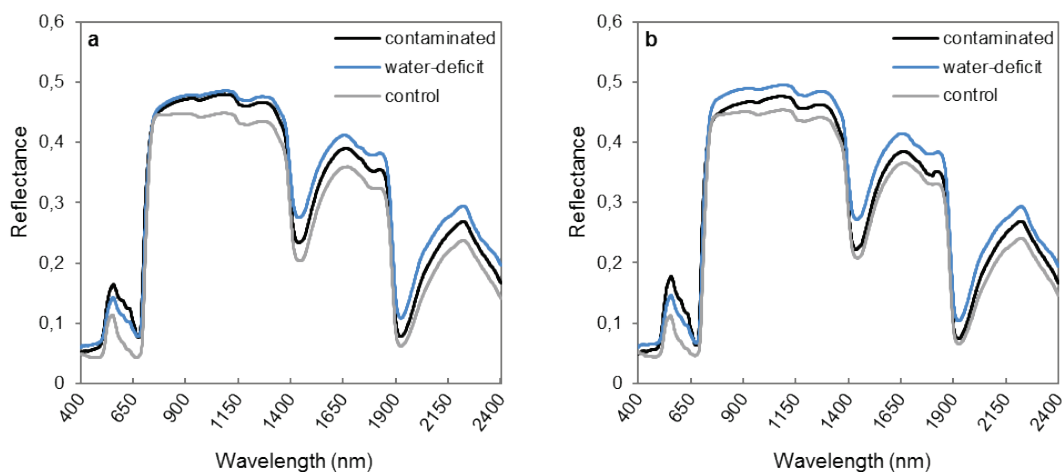 a
contaminated
water-deficit
control
0,6
0,5
0,4
0,3
0,2
0,1
0
Reflectance
400
650
900
1150
1400
1650
1900
2150
2400
Wavelength (nm)
b
contaminated
water-deficit
control
0,6
0,5
0,4
0,3
0,2
0,1
0
Reflectance
400
650
900
1150
1400
1650
1900
2150
2400
Wavelength (nm)